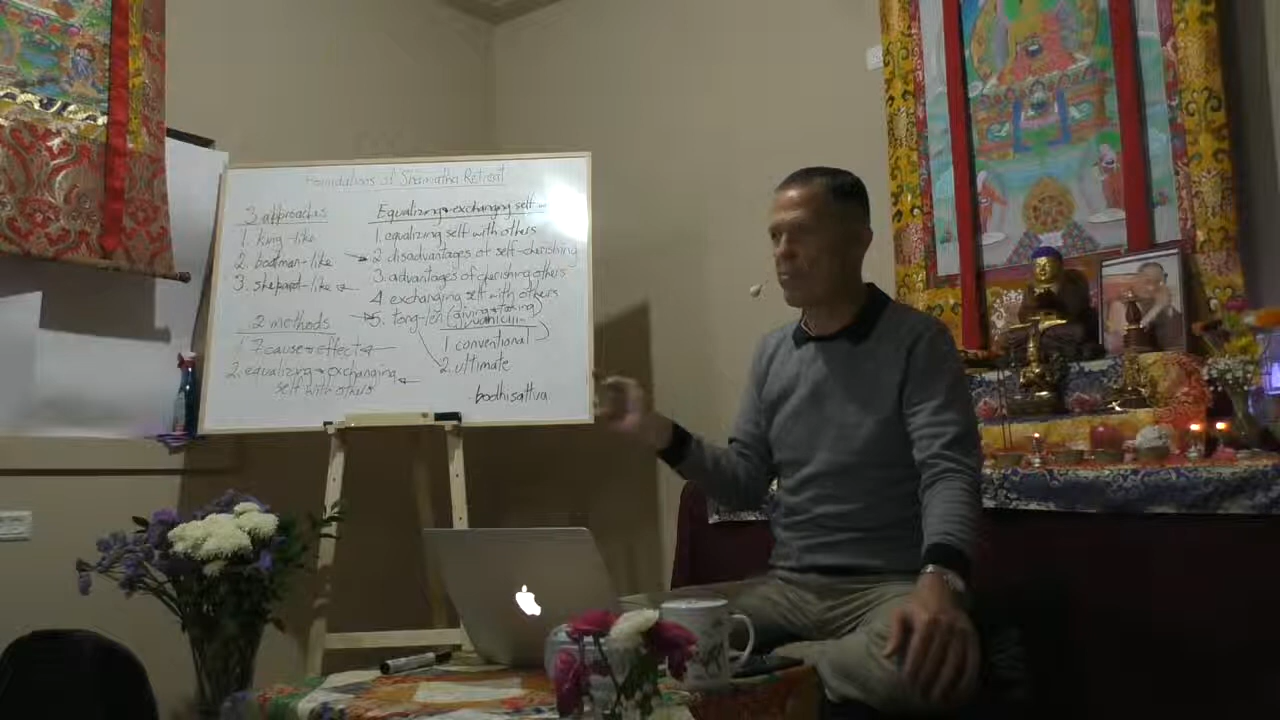 Foundations of Shamatha Retreat
3 approaches
1. king-like
2. boatman-like
3. shepard-like
2 methods
1 7 cause & effect
2. equalizing & exchanging
self with others
Equalizing & exchanging self
1. equalizing self with others
2 disadvantages of self-cherishing
3. advantages of cherishing others
4 exchanging self with others
5. tong-len (giving & taking)
1 conventional
2. ultimate
bodhisattva